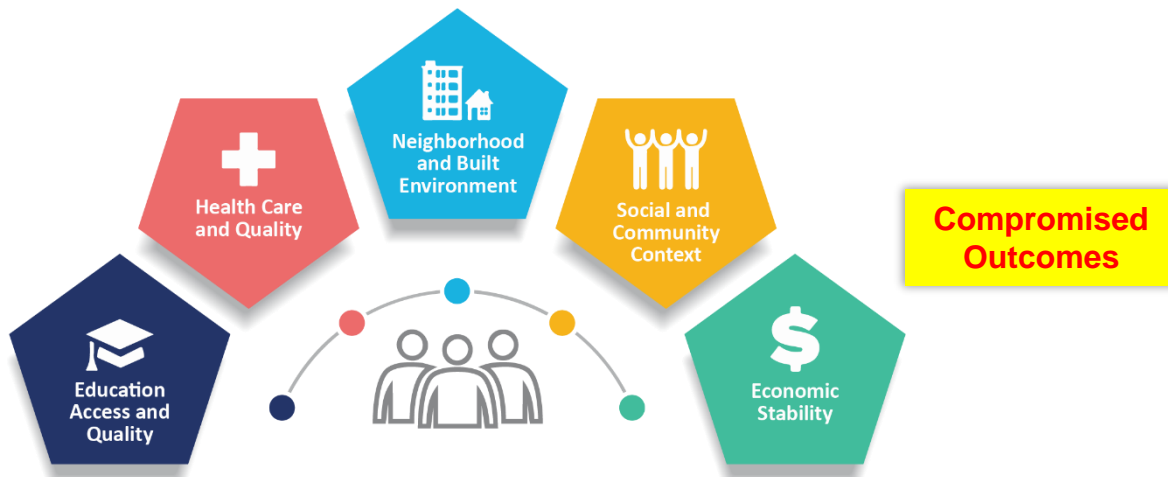 Neighborhood
and Built
Environment
Health Care
and Quality
Social and
Community
Context
Compromised
Outcomes
Education
Access and
Quality
$
Economic
Stability